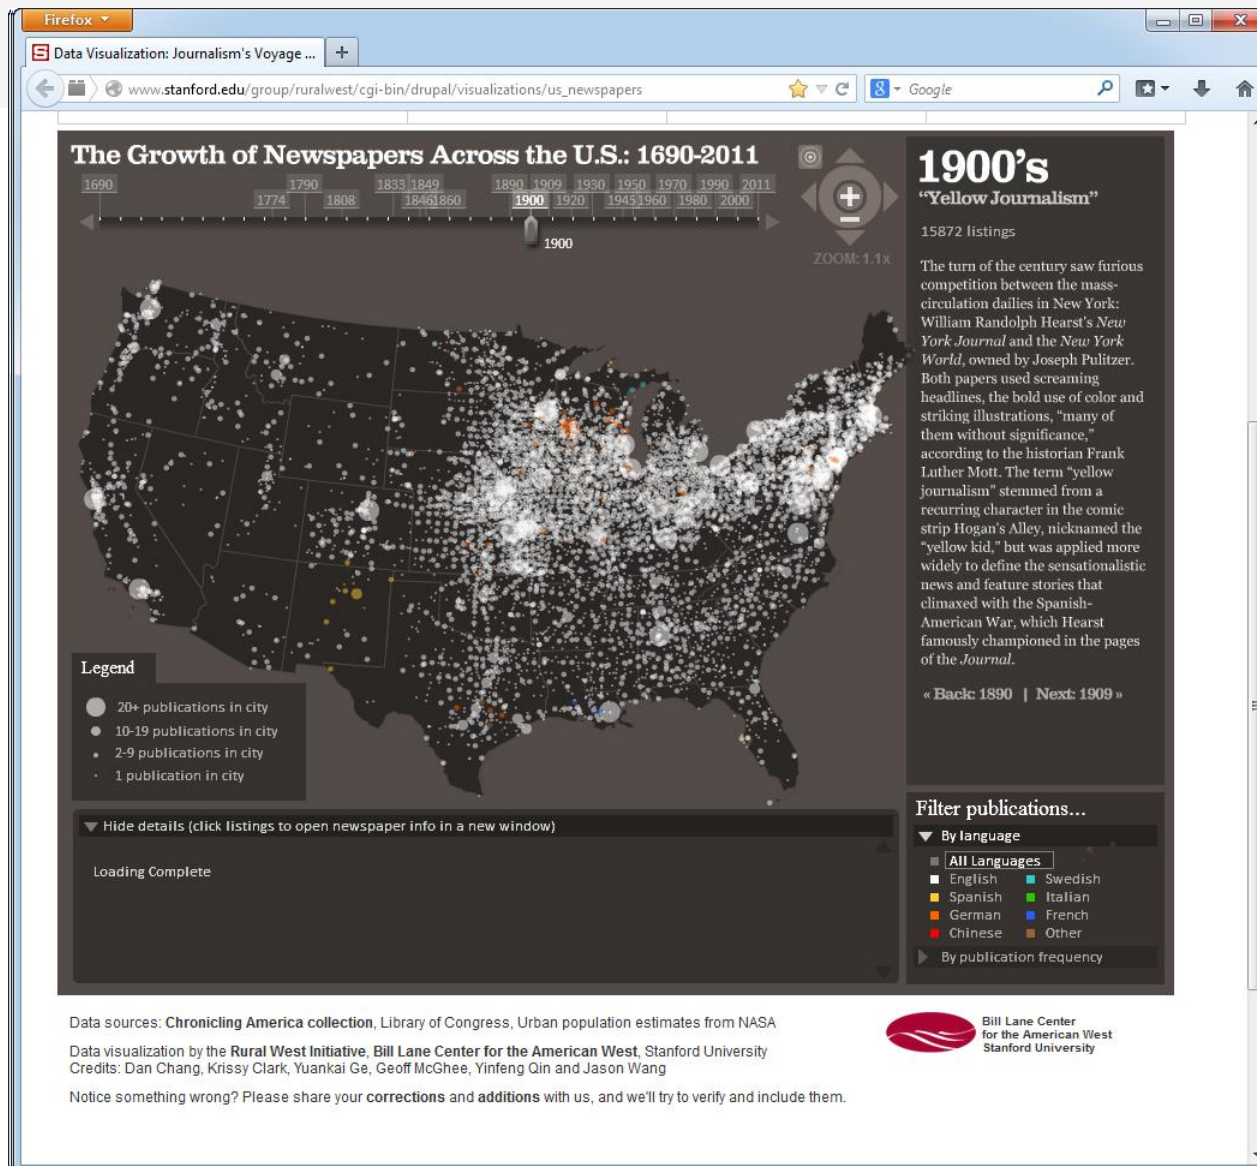 Firefox
Data Visualization: Journalism's Voyage ...
www.stanford.edu/group/ruralwest/cgi-bin/drupal/visualizations/us_newspapers
Google
The Growth of Newspapers Across the U.S.: 1690-2011
1690 1790 1833 1849 1890 1909 1930 1950 1970 1990 2011
1774 1808 1846 1860 1900 1920 1945 1960 1980 2000
1900
ZOOM: 1.1x
1900's
“Yellow Journalism”
15872 listings
The turn of the century saw furious
competition between the mass-
circulation dailies in New York:
William Randolph Hearst's New
York Journal and the New York
World, owned by Joseph Pulitzer.
Both papers used screaming
headlines, the bold use of color and
striking illustrations, “many of
them without significance,”
according to the historian Frank
Luther Mott. The term “yellow
journalism” stemmed from a
recurring character in the comic
strip Hogan's Alley, nicknamed the
“yellow kid,” but was applied more
widely to define the sensationalistic
news and feature stories that
climaxed with the Spanish-
American War, which Hearst
famously championed in the pages
of the Journal.
« Back: 1890 | Next: 1909 »
Legend
20+ publications in city
10-19 publications in city
2-9 publications in city
1 publication in city
Hide details (click listings to open newspaper info in a new window)
Loading Complete
Filter publications...
By language
All Languages
English Swedish
Spanish Italian
German French
Chinese Other
By publication frequency
Data sources: Chronicling America collection, Library of Congress, Urban population estimates from NASA
Data visualization by the Rural West Initiative, Bill Lane Center for the American West, Stanford University
Credits: Dan Chang, Krissy Clark, Yuankai Ge, Geoff McGhee, Yinfeng Qin and Jason Wang
Notice something wrong? Please share your corrections and additions with us, and we'll try to verify and include them.
Bill Lane Center
for the American West
Stanford University